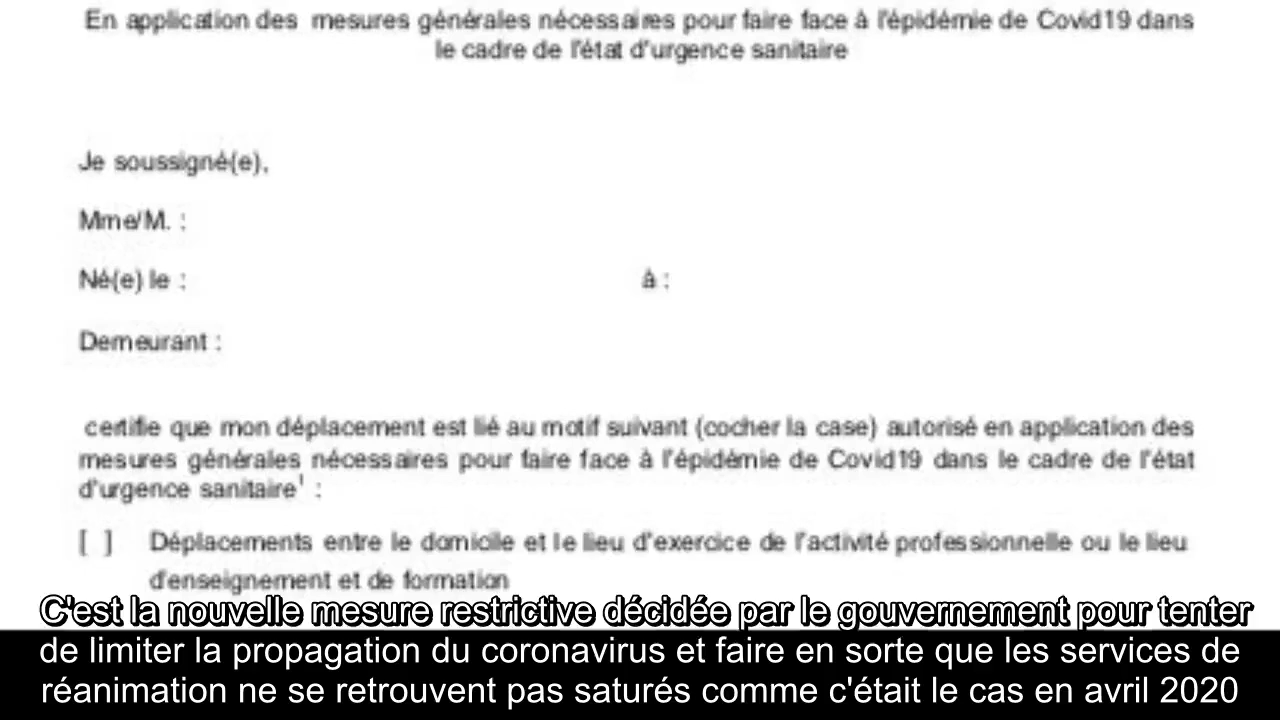 En application des mesures générales nécessaires pour faire face à l'épidémie de Covid19 dans
le cadre de l'état d'urgence sanitaire
Je soussigné(e),
Mme/M. :
Né(e) le : à :
Demeurant :
certifie que mon déplacement est lié au motif suivant (cocher la case) autorisé en application des
mesures générales nécessaires pour faire face à l'épidémie de Covid19 dans le cadre de l'état
d'urgence sanitaire¹ :
[ ] Déplacements entre le domicile et le lieu d'exercice de l'activité professionnelle ou le lieu
d'enseignement et de formation
C'est la nouvelle mesure restrictive décidée par le gouvernement pour tenter
de limiter la propagation du coronavirus et faire en sorte que les services de
réanimation ne se retrouvent pas saturés comme c'était le cas en avril 2020